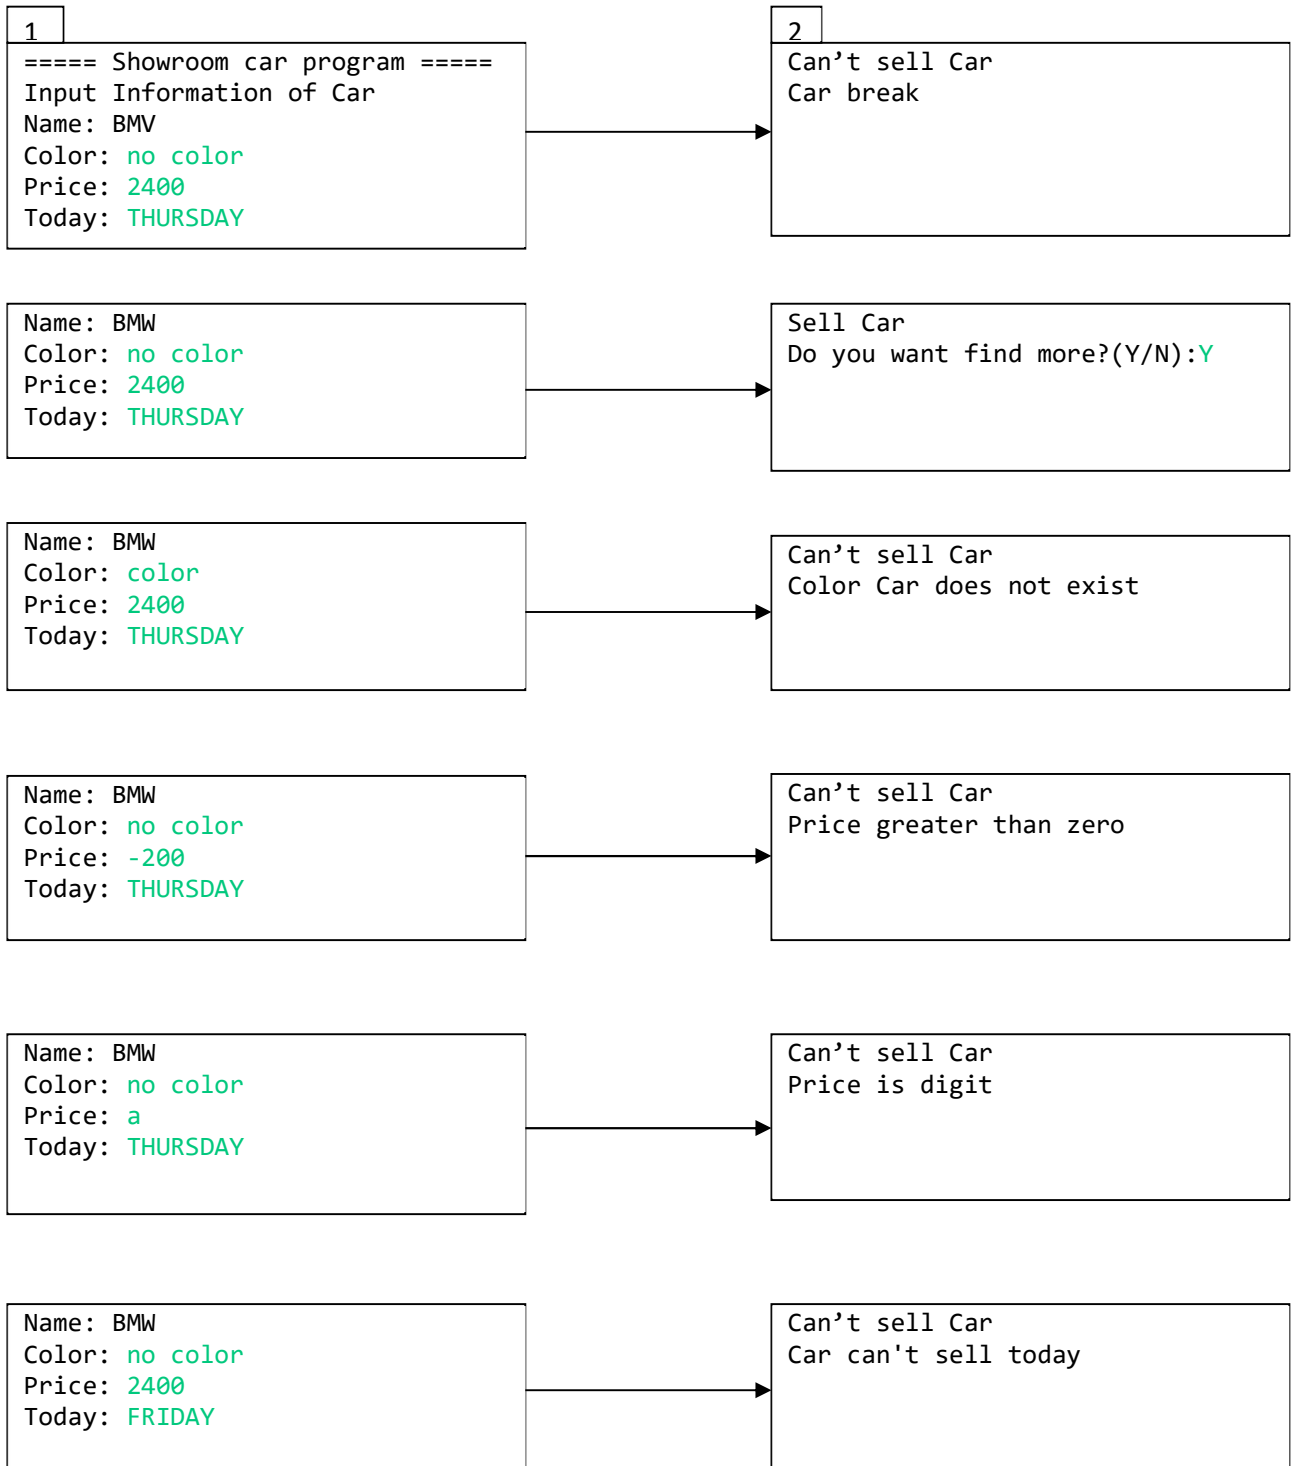 1
===== Showroom car program =====
Input Information of Car
Name: BMV
Color: no color
Price: 2400
Today: THURSDAY
2
Can’t sell Car
Car break
Name: BMW
Color: no color
Price: 2400
Today: THURSDAY
Sell Car
Do you want find more?(Y/N):Y
Name: BMW
Color: color
Price: 2400
Today: THURSDAY
Can’t sell Car
Color Car does not exist
Name: BMW
Color: no color
Price: -200
Today: THURSDAY
Can’t sell Car
Price greater than zero
Name: BMW
Color: no color
Price: a
Today: THURSDAY
Can’t sell Car
Price is digit
Name: BMW
Color: no color
Price: 2400
Today: FRIDAY
Can’t sell Car
Car can't sell today